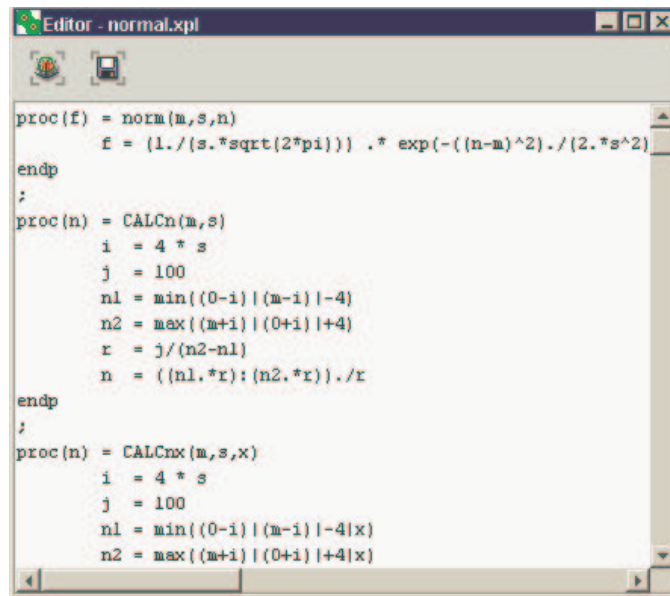 Editor - normal.xpl
proc(f) = norm(m,s,n)
f = (1./(s.*sqrt(2*pi))) .* exp(-((n-m)^2)./(2.*s^2)
endp
;
proc(n) = CALCn(m,s)
i = 4 * s
j = 100
n1 = min((0-i)|(m-i)|-4)
n2 = max((m+i)|(0+i)|+4)
r = j/(n2-n1)
n = ((n1.*r):(n2.*r))./r
endp
;
proc(n) = CALCnx(m,s,x)
i = 4 * s
j = 100
n1 = min((0-i)|(m-i)|-4|x)
n2 = max((m+i)|(0+i)|+4|x)